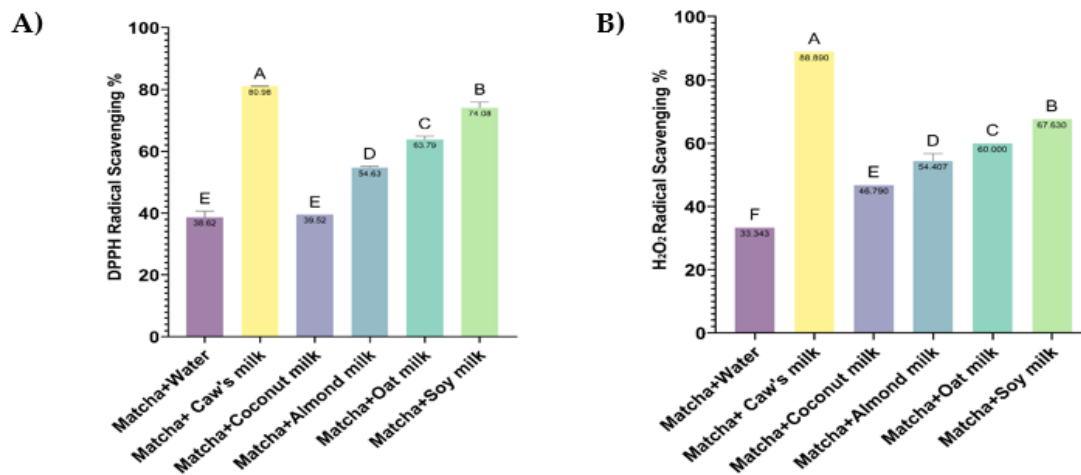 A)
DPPH Radical Scavenging %
100
80
60
40
20
0
E
38.62
A
80.98
E
39.52
D
54.63
C
63.79
B
74.08
Matcha+Water
Matcha+ Caw's milk
Matcha+Coconut milk
Matcha+Almond milk
Matcha+Oat milk
Matcha+Soy milk
B)
H₂O₂ Radical Scavenging %
100
80
60
40
20
0
F
33.343
A
88.890
E
46.790
D
54.407
C
60.000
B
67.630
Matcha+Water
Matcha+ Caw's milk
Matcha+Coconut milk
Matcha+Almond milk
Matcha+Oat milk
Matcha+Soy milk